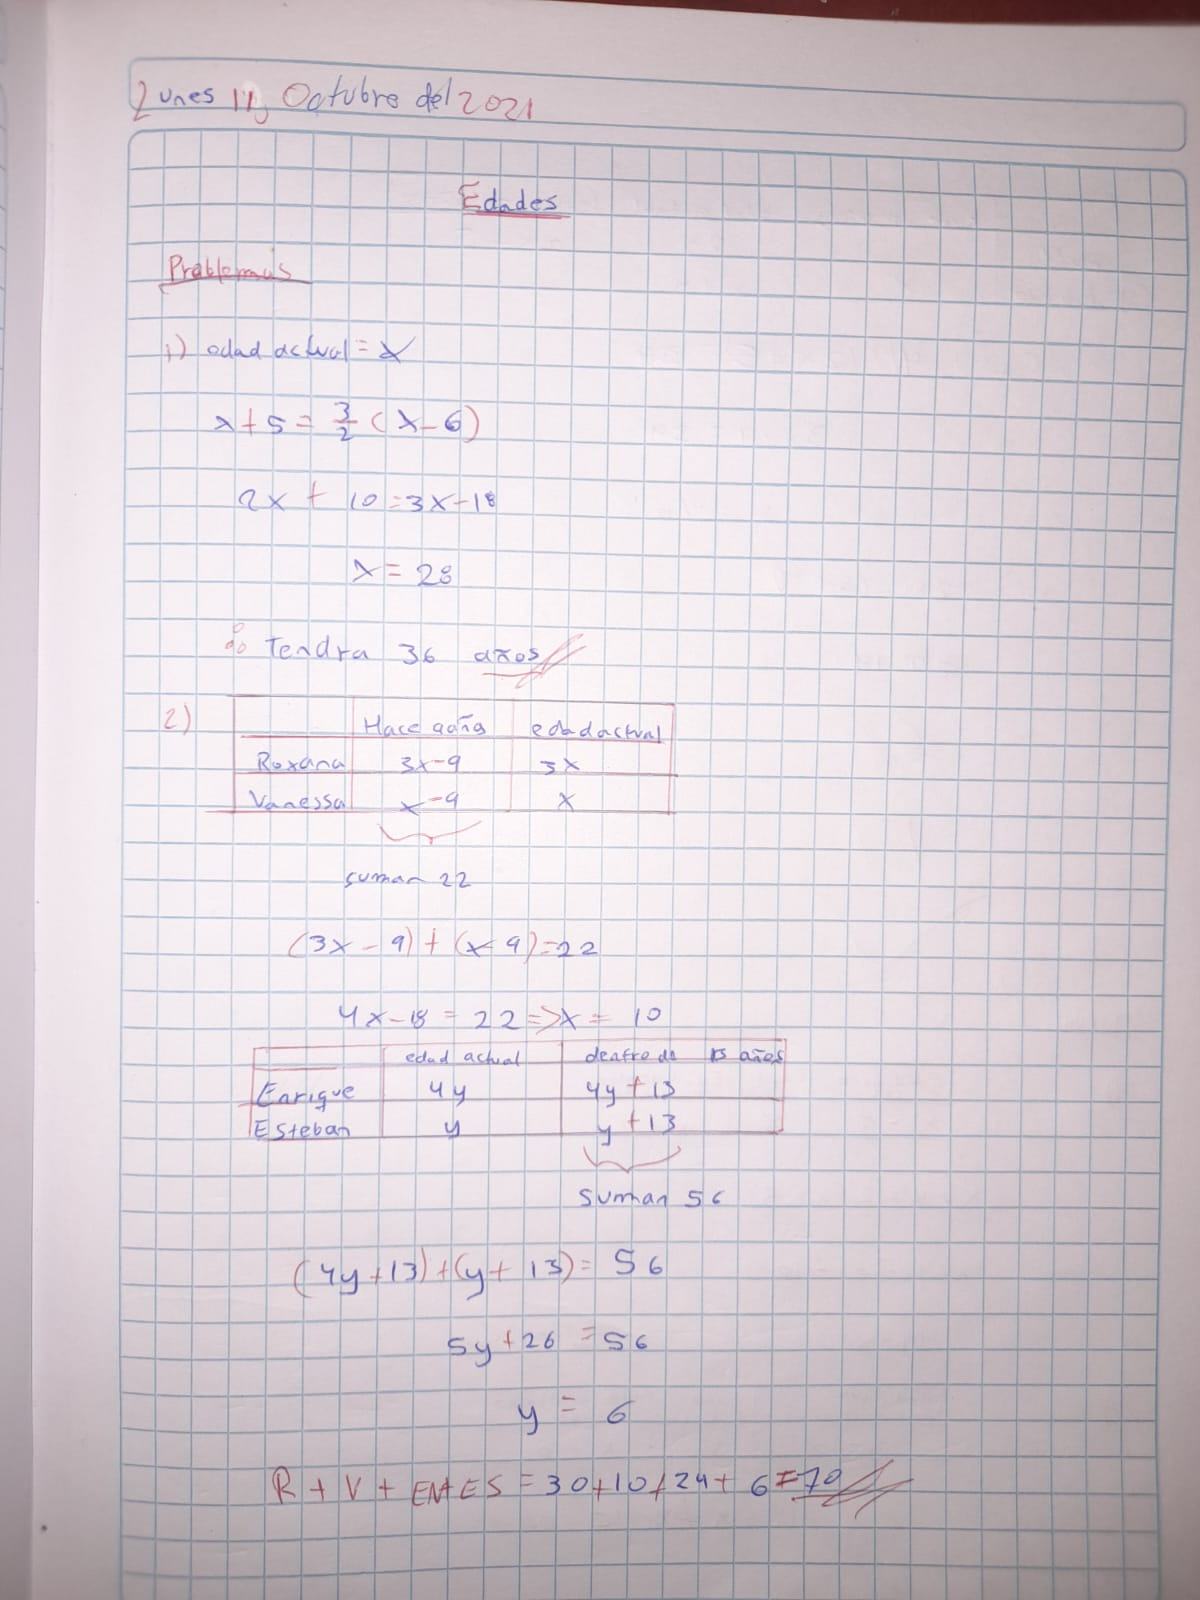 Lunes 11, Octubre del 2021
Edades
Problemas
1) edad actual = x
x + 5 = 3/2 (x - 6)
2x + 10 = 3x - 18
x = 28
∴ Tendra 36 años
2)
Hace 9 años edad actual
Roxana 3x-9 3x
Vanessa x-9 x
suman 22
(3x - 9) + (x - 9) = 22
4x - 18 = 22 => x = 10
edad actual dentro de 13 años
Enrique 4y 4y + 13
Esteban y y + 13
Suman 56
(4y + 13) + (y + 13) = 56
5y + 26 = 56
y = 6
R + V + EN + ES = 30 + 10 + 24 + 6 = 70